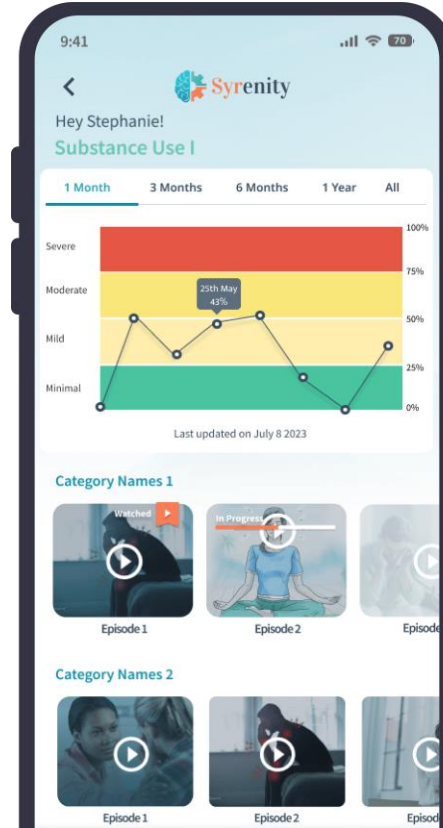 9:41
70
Syrenity
Hey Stephanie!
Substance Use I
1 Month 3 Months 6 Months 1 Year All
100%
Severe
75%
Moderate
25th May
43%
50%
Mild
25%
Minimal
0%
Last updated on July 8 2023
Category Names 1
Watched
In Progress
Episode 1 Episode 2 Episode
Category Names 2
Episode 1 Episode 2 Episod